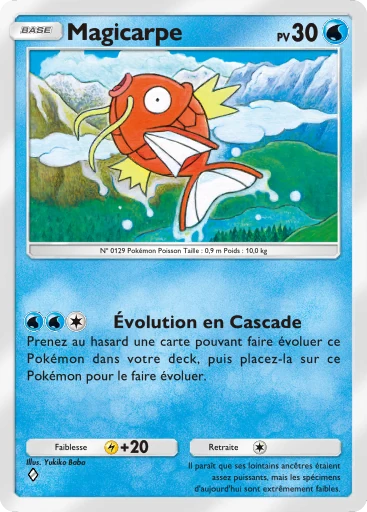 BASE
Magicarpe
PV 30
N° 0129 Pokémon Poisson Taille : 0,9 m Poids : 10,0 kg
Évolution en Cascade
Prenez au hasard une carte pouvant faire évoluer ce
Pokémon dans votre deck, puis placez-la sur ce
Pokémon pour le faire évoluer.
Faiblesse +20
Retraite
Illus. Yukiko Baba
Il paraît que ses lointains ancêtres étaient
assez puissants, mais les spécimens
d'aujourd'hui sont extrêmement faibles.